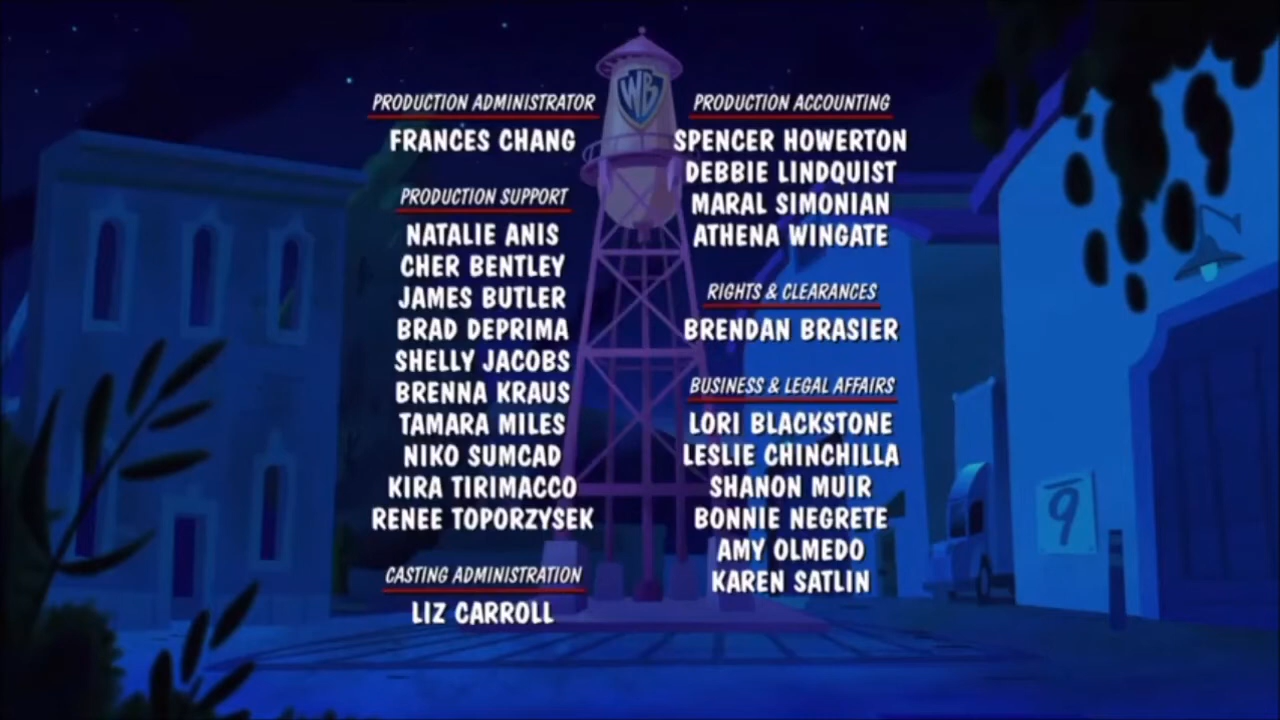 WB
PRODUCTION ADMINISTRATOR
FRANCES CHANG
PRODUCTION SUPPORT
NATALIE ANIS
CHER BENTLEY
JAMES BUTLER
BRAD DEPRIMA
SHELLY JACOBS
BRENNA KRAUS
TAMARA MILES
NIKO SUMCAD
KIRA TIRIMACCO
RENEE TOPORZYSEK
CASTING ADMINISTRATION
LIZ CARROLL
PRODUCTION ACCOUNTING
SPENCER HOWERTON
DEBBIE LINDQUIST
MARAL SIMONIAN
ATHENA WINGATE
RIGHTS & CLEARANCES
BRENDAN BRASIER
BUSINESS & LEGAL AFFAIRS
LORI BLACKSTONE
LESLIE CHINCHILLA
SHANON MUIR
BONNIE NEGRETE
AMY OLMEDO
KAREN SATLIN
9